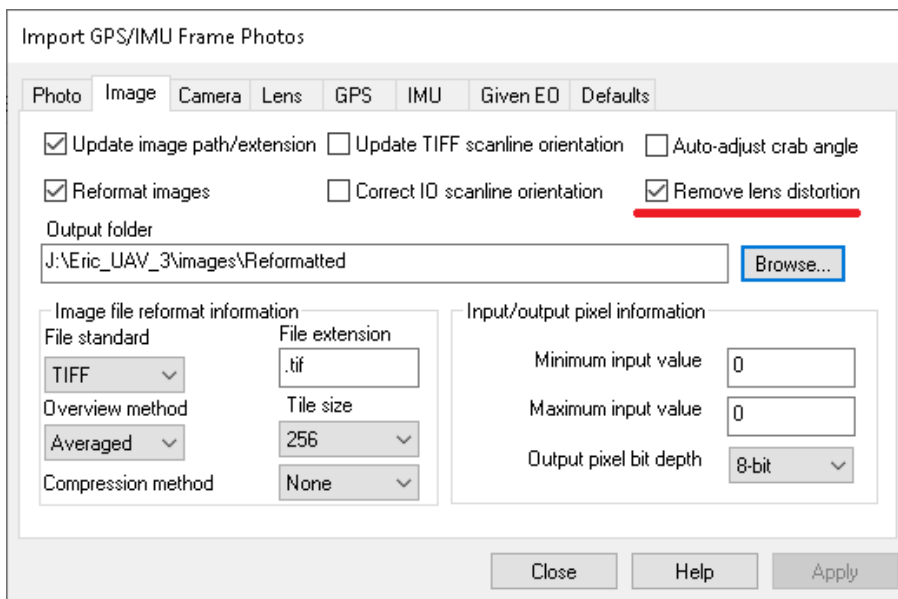 Import GPS/IMU Frame Photos
Photo Image Camera Lens GPS IMU Given EO Defaults
Update image path/extension Update TIFF scanline orientation Auto-adjust crab angle
Reformat images Correct IO scanline orientation Remove lens distortion
Output folder
J:\Eric_UAV_3\images\Reformatted Browse...
Image file reformat information
File standard File extension
TIFF .tif
Overview method Tile size
Averaged 256
Compression method None
Input/output pixel information
Minimum input value 0
Maximum input value 0
Output pixel bit depth 8-bit
Close Help Apply